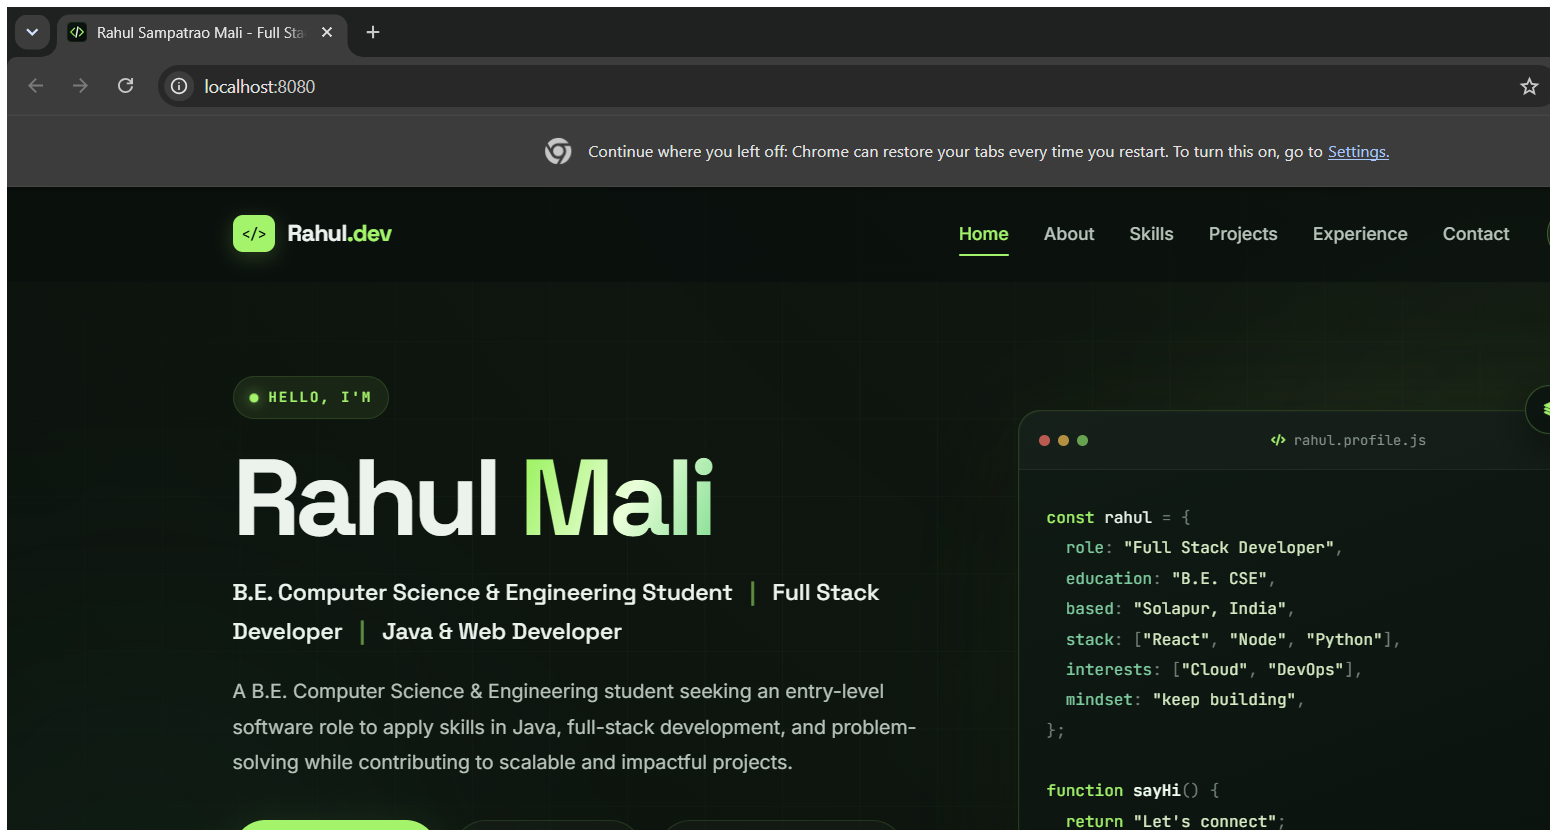 Rahul Sampatrao Mali - Full Sta
localhost:8080
Continue where you left off: Chrome can restore your tabs every time you restart. To turn this on, go to Settings.
</> Rahul.dev
Home About Skills Projects Experience Contact
HELLO, I'M
Rahul Mali
B.E. Computer Science & Engineering Student | Full Stack
Developer | Java & Web Developer
A B.E. Computer Science & Engineering student seeking an entry-level
software role to apply skills in Java, full-stack development, and problem-
solving while contributing to scalable and impactful projects.
</> rahul.profile.js
const rahul = {
role: "Full Stack Developer",
education: "B.E. CSE",
based: "Solapur, India",
stack: ["React", "Node", "Python"],
interests: ["Cloud", "DevOps"],
mindset: "keep building",
};
function sayHi() {
return "Let's connect";